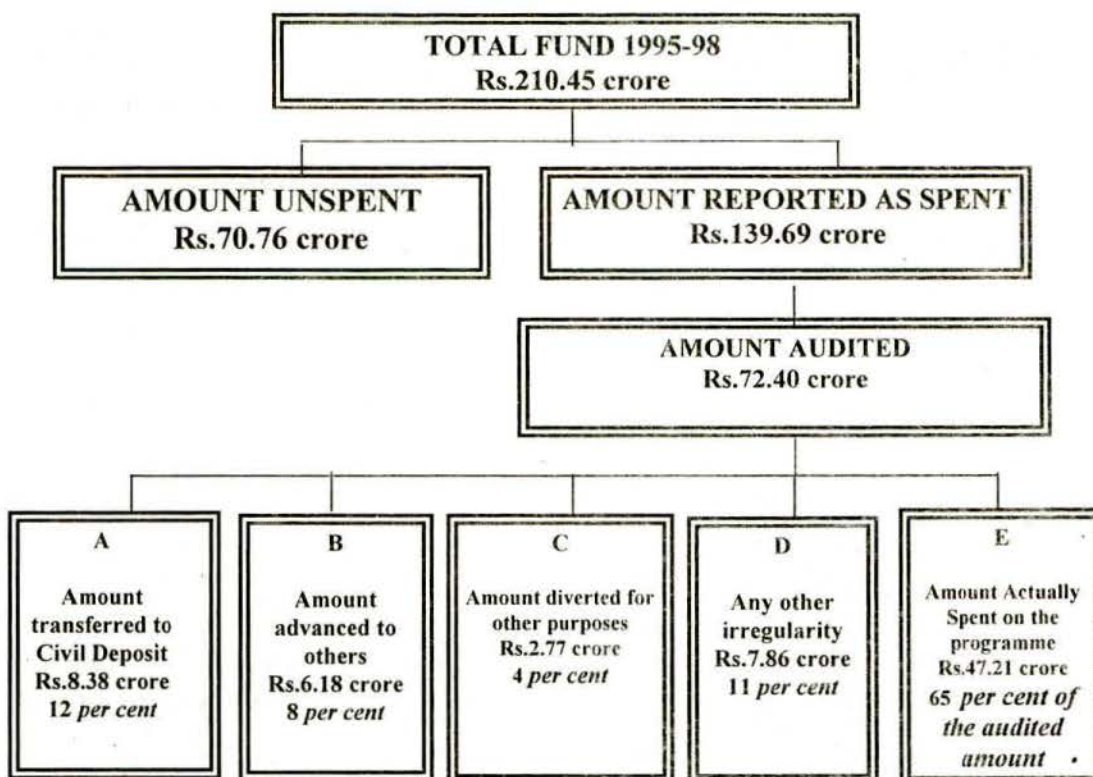 TOTAL FUND 1995-98
Rs.210.45 crore
AMOUNT UNSPENT
Rs.70.76 crore
AMOUNT REPORTED AS SPENT
Rs.139.69 crore
AMOUNT AUDITED
Rs.72.40 crore
A
Amount
transferred to
Civil Deposit
Rs.8.38 crore
12 per cent
B
Amount
advanced to
others
Rs.6.18 crore
8 per cent
C
Amount diverted for
other purposes
Rs.2.77 crore
4 per cent
D
Any other
irregularity
Rs.7.86 crore
11 per cent
E
Amount Actually
Spent on the
programme
Rs.47.21 crore
65 per cent of
the audited
amount